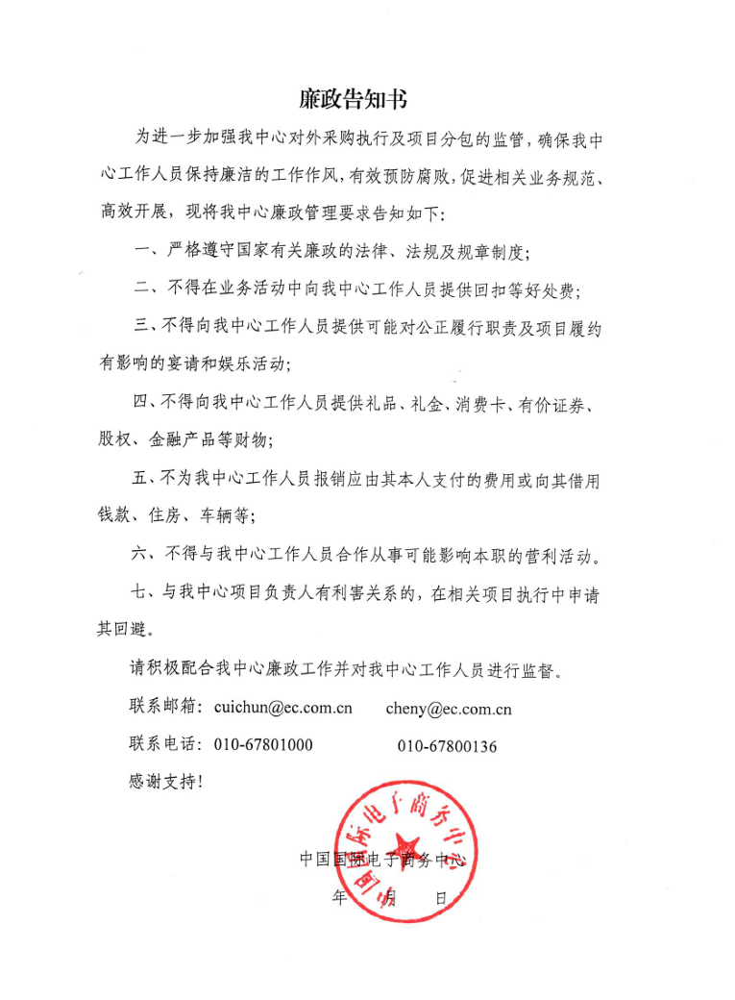 廉政告知书
为进一步加强我中心对外采购执行及项目分包的监管，确保我中
心工作人员保持廉洁的工作作风，有效预防腐败，促进相关业务规范、
高效开展，现将我中心廉政管理要求告知如下：
一、严格遵守国家有关廉政的法律、法规及规章制度；
二、不得在业务活动中向我中心工作人员提供回扣等好处费；
三、不得向我中心工作人员提供可能对公正履行职责及项目履约
有影响的宴请和娱乐活动；
四、不得向我中心工作人员提供礼品、礼金、消费卡、有价证券、
股权、金融产品等财物；
五、不为我中心工作人员报销应由其本人支付的费用或向其借用
钱款、住房、车辆等；
六、不得与我中心工作人员合作从事可能影响本职的营利活动。
七、与我中心项目负责人有利害关系的，在相关项目执行中申请
其回避。
请积极配合我中心廉政工作并对我中心工作人员进行监督。
联系邮箱：cuichun@ec.com.cn cheny@ec.com.cn
联系电话：010-67801000 010-67800136
感谢支持！
中国国际电子商务中心
中国国际电子商务中心
年 月 日